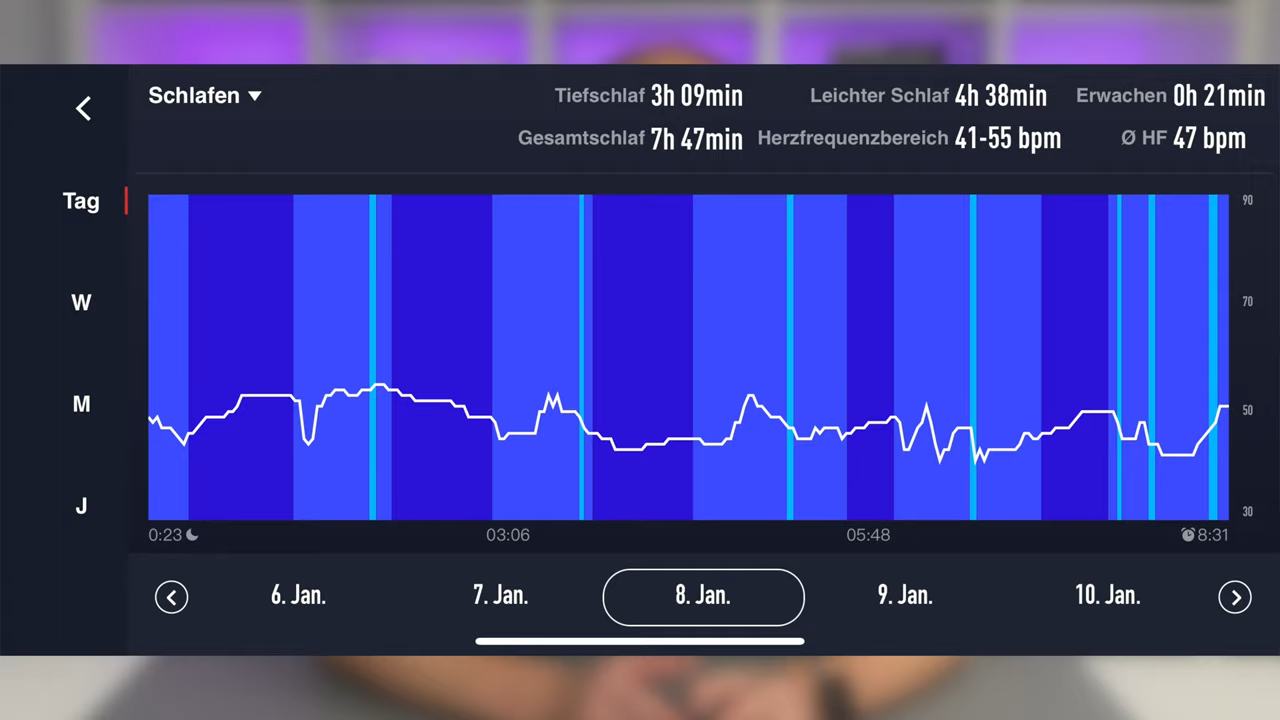 Schlafen
Tiefschlaf 3h 09min
Leichter Schlaf 4h 38min
Erwachen 0h 21min
Gesamtschlaf 7h 47min
Herzfrequenzbereich 41-55 bpm
Ø HF 47 bpm
Tag
W
M
J
90
70
50
30
0:23
03:06
05:48
8:31
6. Jan.
7. Jan.
8. Jan.
9. Jan.
10. Jan.